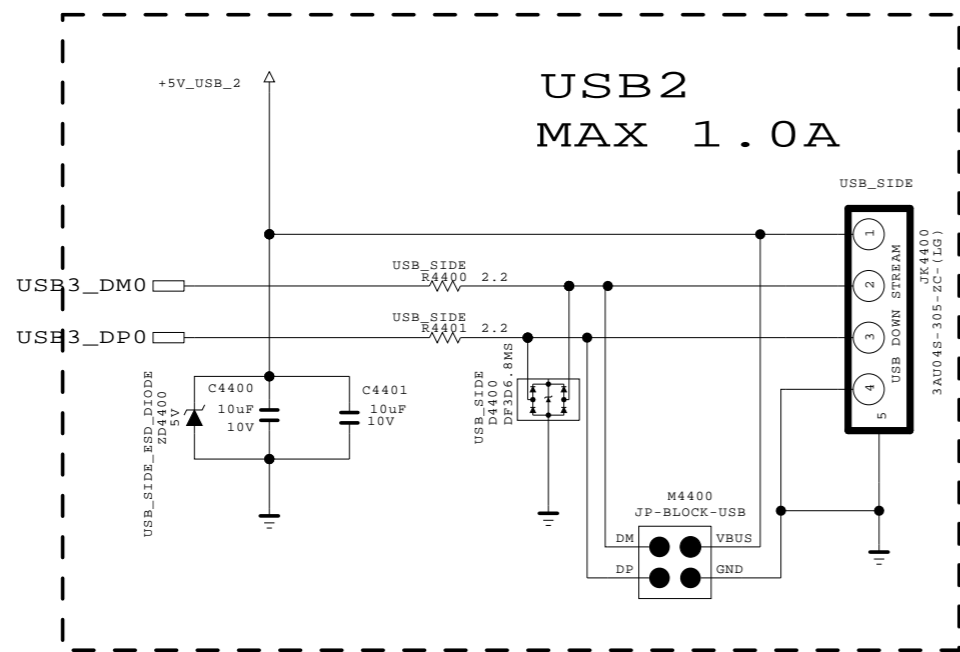 USB2
MAX 1.0A
+5V_USB_2
USB_SIDE
JK4400
3AU04S-305-ZC-(LG)
USB DOWN STREAM
1
2
3
4
5
USB3_DM0
USB_SIDE
R4400 2.2
USB3_DP0
USB_SIDE
R4401 2.2
USB_SIDE_ESD_DIODE
ZD4400
5V
C4400
10uF
10V
C4401
10uF
10V
USB_SIDE
D4400
DF3D6.8MS
M4400
JP-BLOCK-USB
DM
VBUS
DP
GND